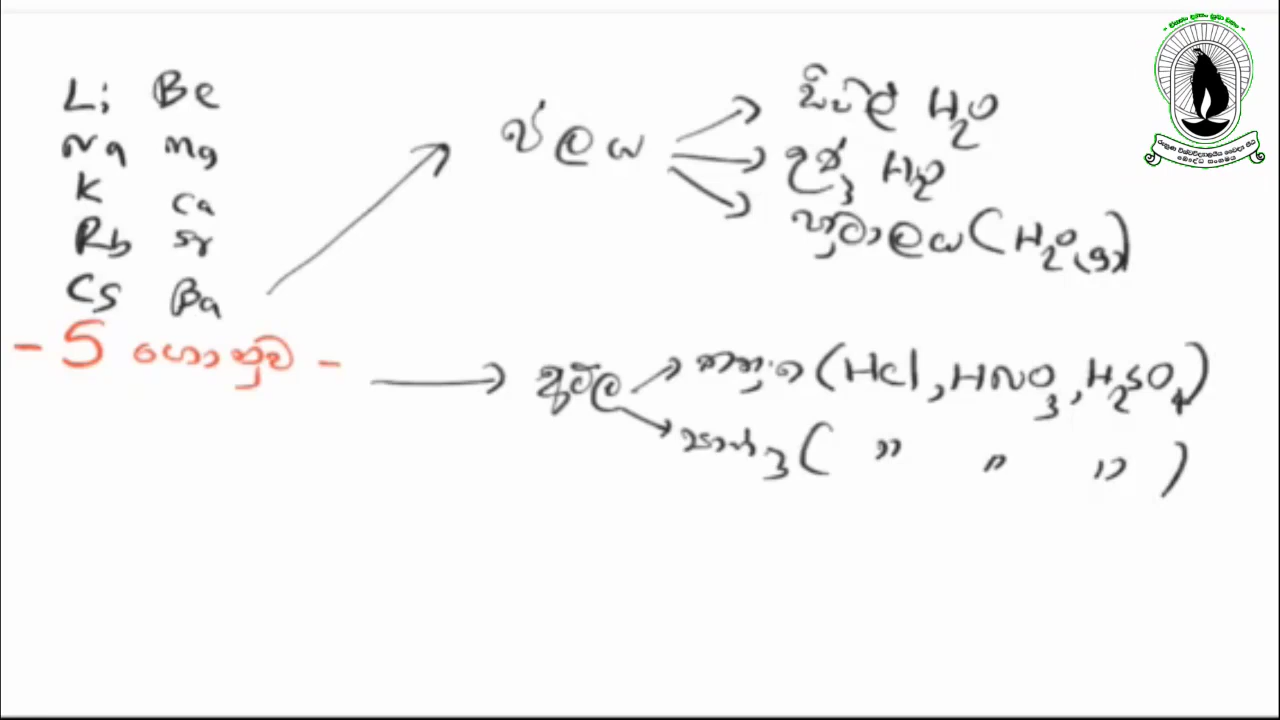 Li Be
Na Mg
K Ca
Rb Sr
Cs Ba
- S ගොනුව -
ජලය
සිසිල් H₂O
උණු H₂O
හුමාලය (H₂O(g))
අම්ල
තනුක (HCl, HNO₃, H₂SO₄)
සාන්ද්‍ර ( " " " )